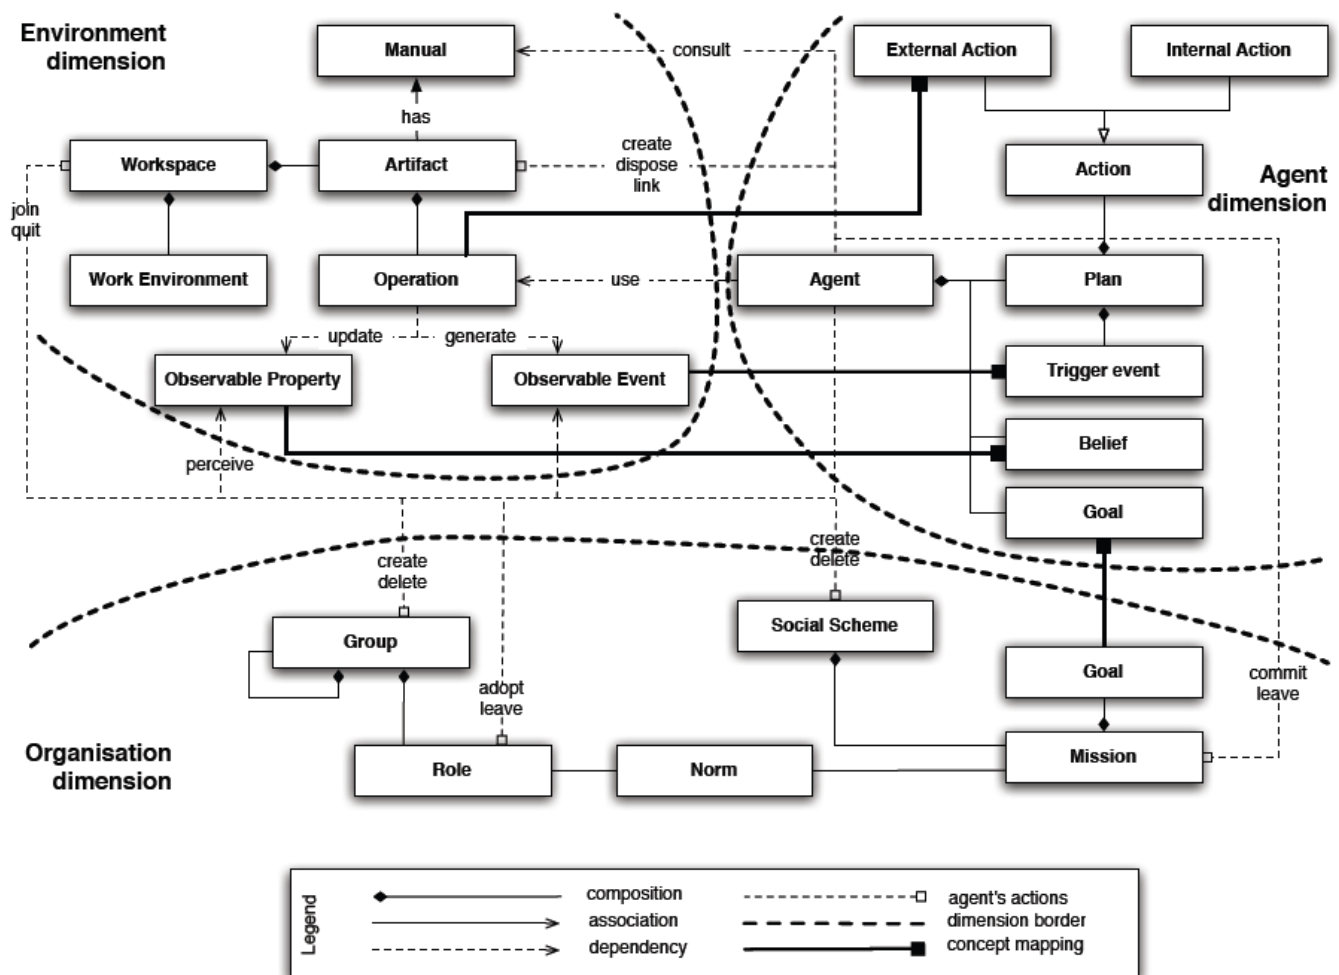 Environment
dimension
Manual
consult
External Action
Internal Action
has
Workspace
Artifact
create
dispose
link
Action
Agent
dimension
join
quit
Work Environment
Operation
use
Agent
Plan
update
generate
Observable Property
Observable Event
Trigger event
Belief
perceive
Goal
create
delete
create
delete
Group
Social Scheme
Goal
adopt
leave
commit
leave
Organisation
dimension
Role
Norm
Mission
Legend
composition
association
dependency
agent's actions
dimension border
concept mapping